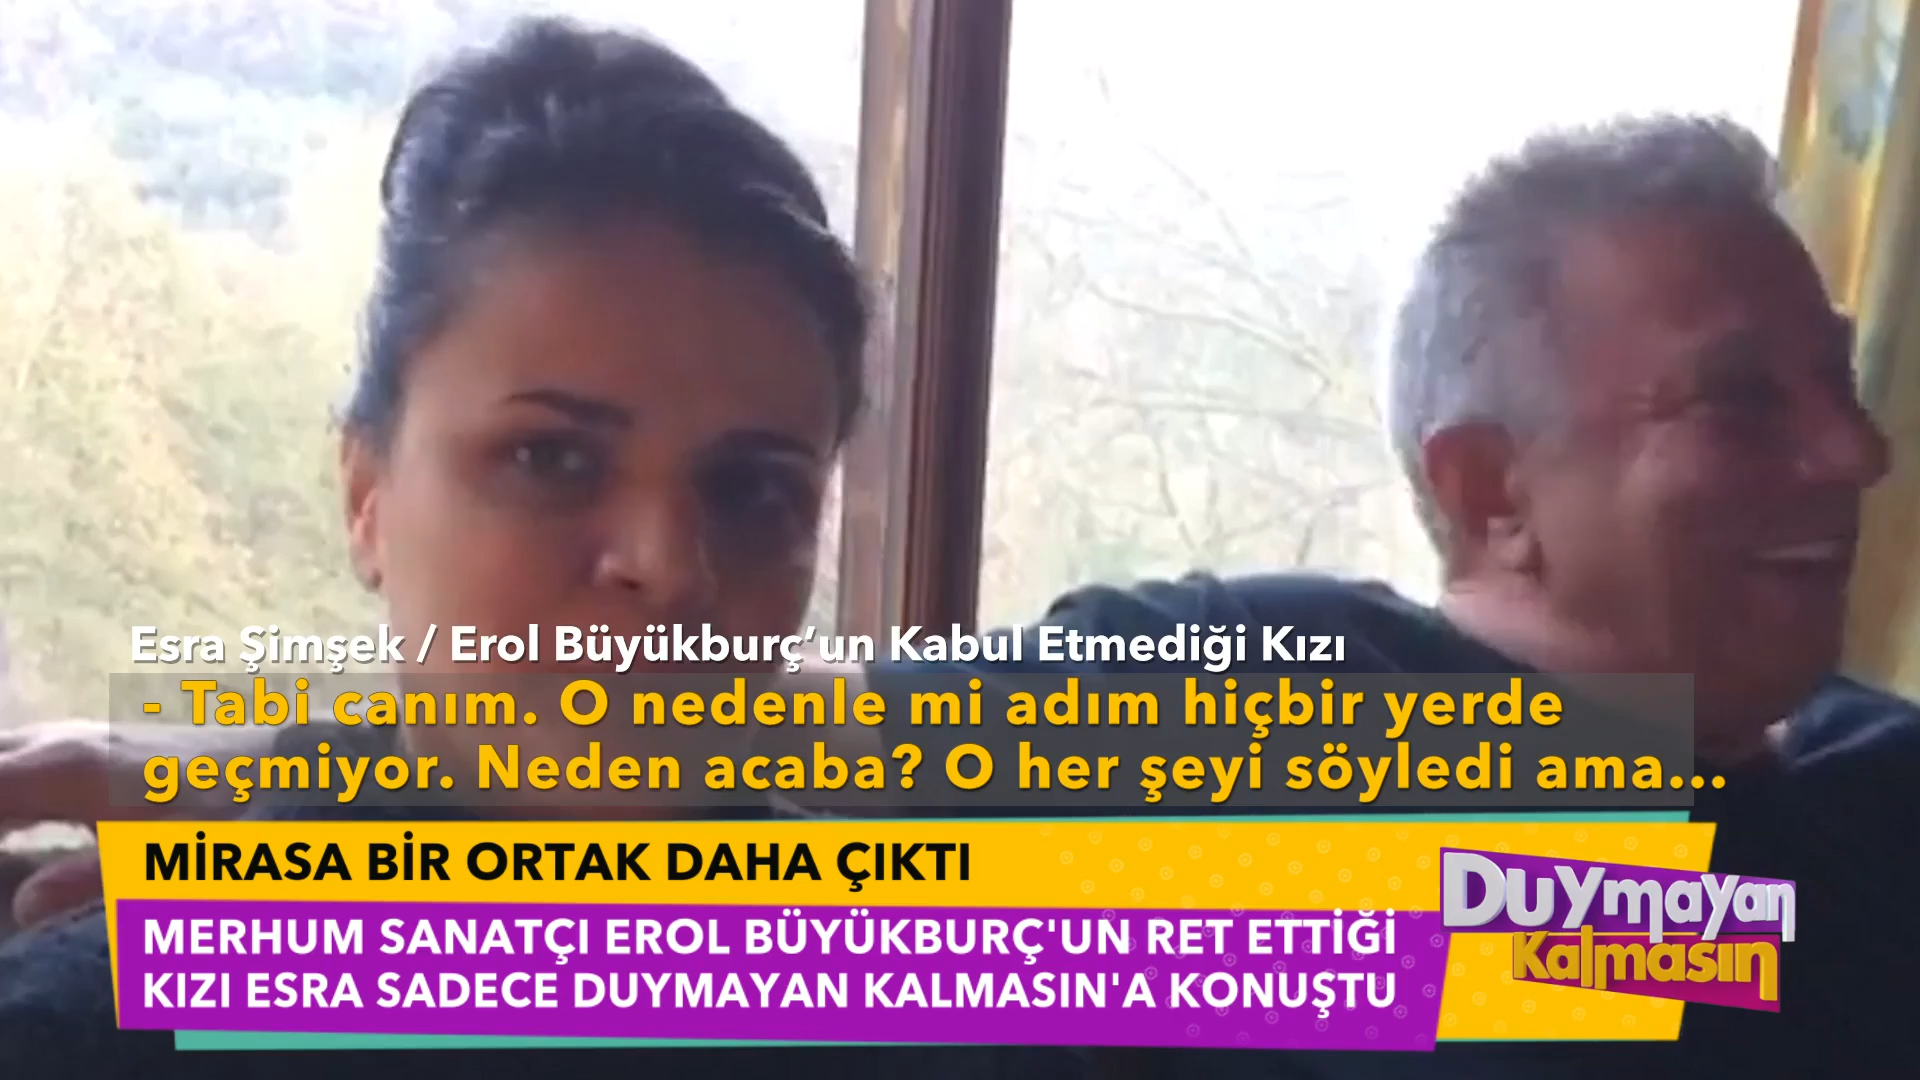 Esra Şimşek / Erol Büyükburç’un Kabul Etmediği Kızı
- Tabi canım. O nedenle mi adım hiçbir yerde
geçmiyor. Neden acaba? O her şeyi söyledi ama...
MİRASA BİR ORTAK DAHA ÇIKTI
MERHUM SANATÇI EROL BÜYÜKBURÇ'UN RET ETTİĞİ
KIZI ESRA SADECE DUYMAYAN KALMASIN'A KONUŞTU
Duymayan
Kalmasın